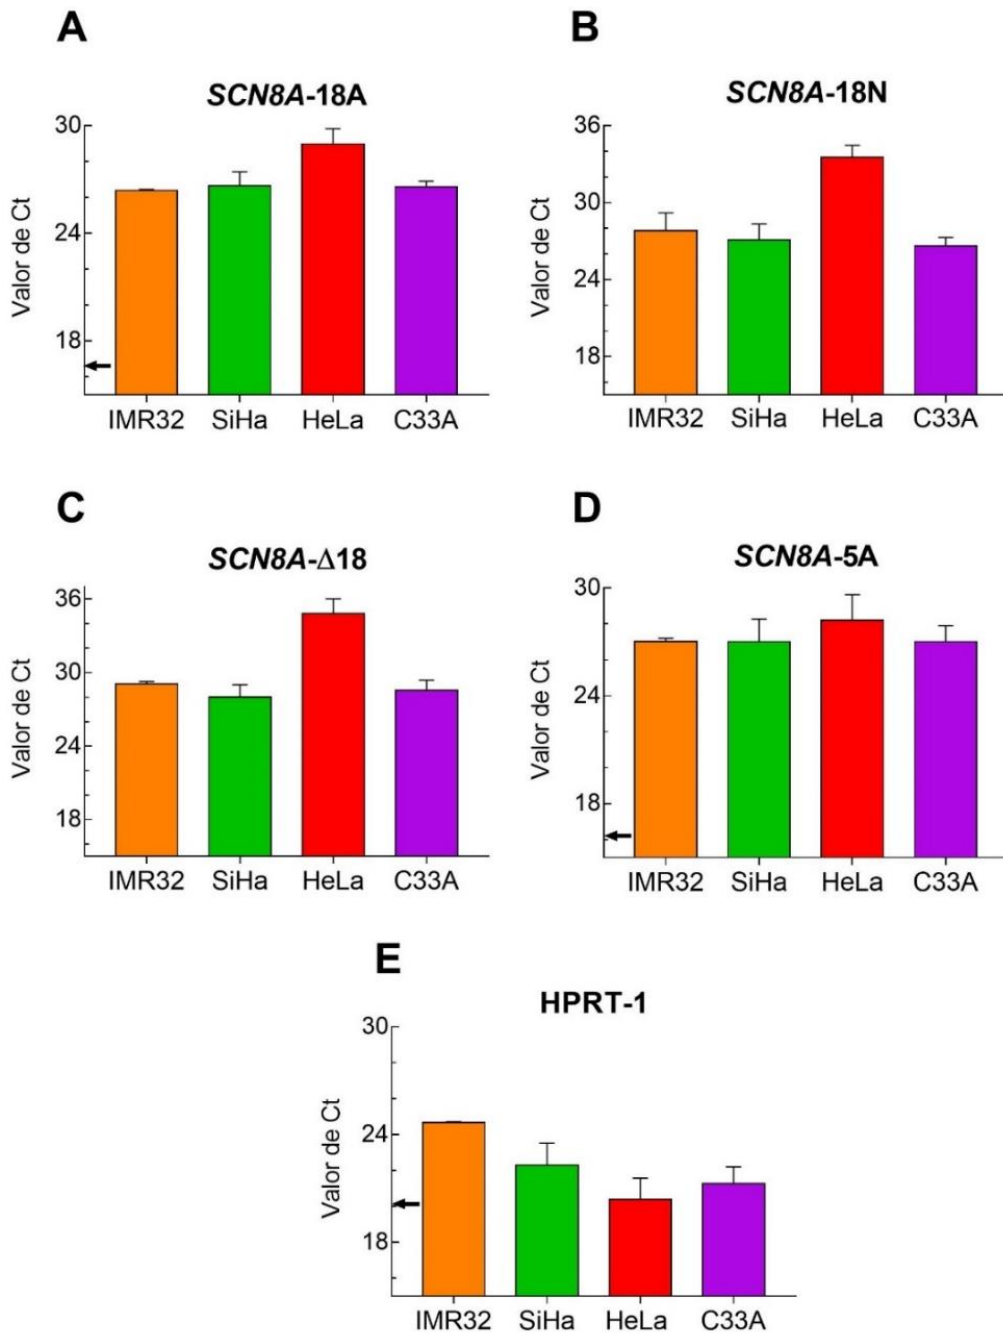 A
SCN8A-18A
Valor de Ct
30
24
18
IMR32 SiHa HeLa C33A
B
SCN8A-18N
Valor de Ct
36
30
24
18
IMR32 SiHa HeLa C33A
C
SCN8A-Δ18
Valor de Ct
36
30
24
18
IMR32 SiHa HeLa C33A
D
SCN8A-5A
Valor de Ct
30
24
18
IMR32 SiHa HeLa C33A
E
HPRT-1
Valor de Ct
30
24
18
IMR32 SiHa HeLa C33A